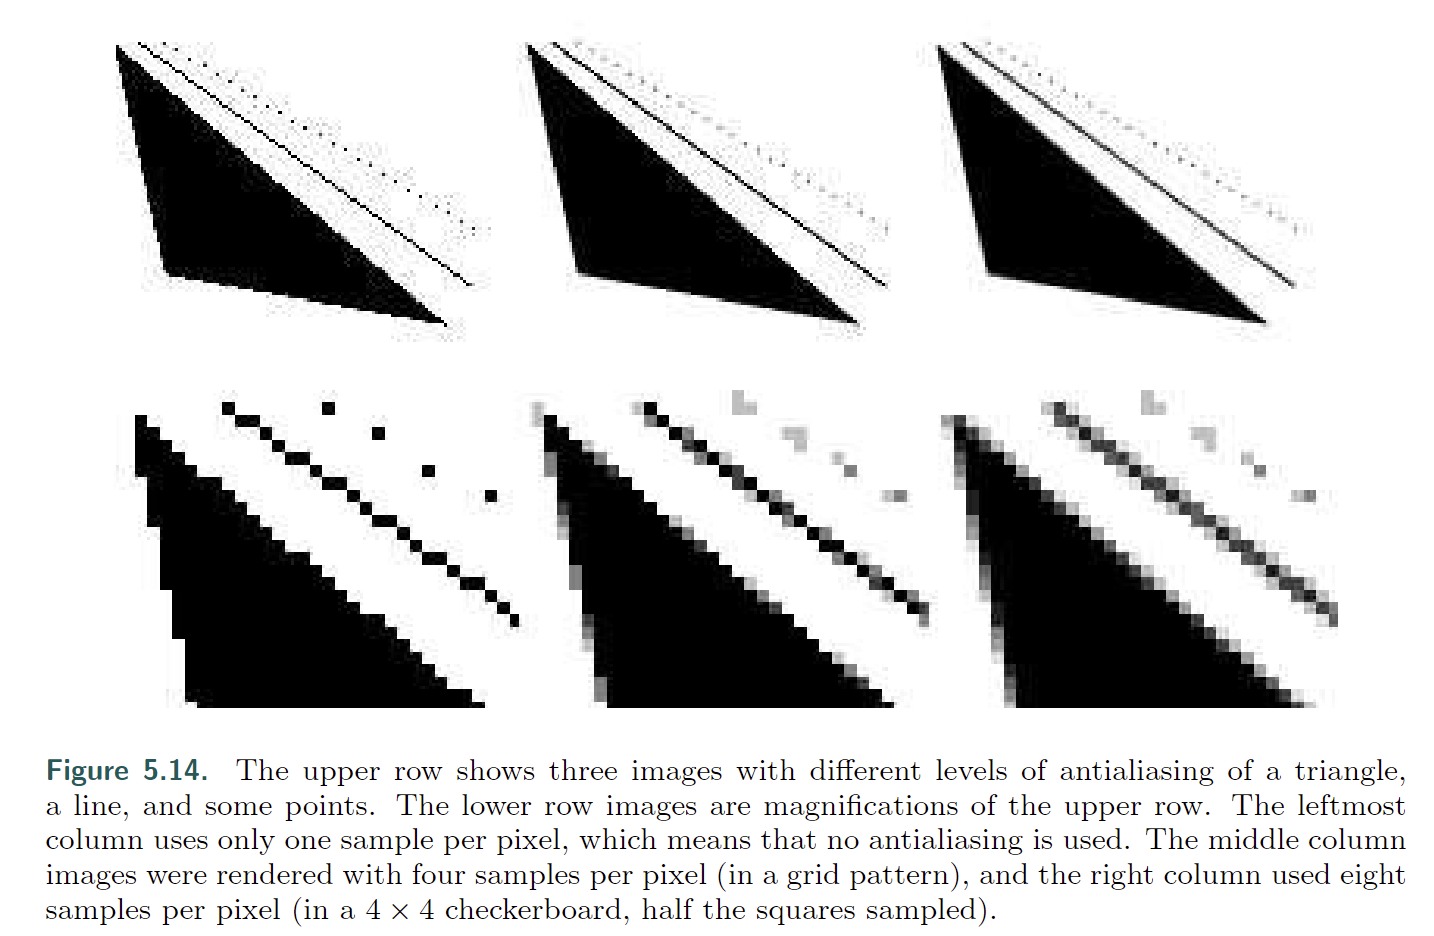 Figure 5.14. The upper row shows three images with different levels of antialiasing of a triangle,
a line, and some points. The lower row images are magnifications of the upper row. The leftmost
column uses only one sample per pixel, which means that no antialiasing is used. The middle column
images were rendered with four samples per pixel (in a grid pattern), and the right column used eight
samples per pixel (in a 4 × 4 checkerboard, half the squares sampled).